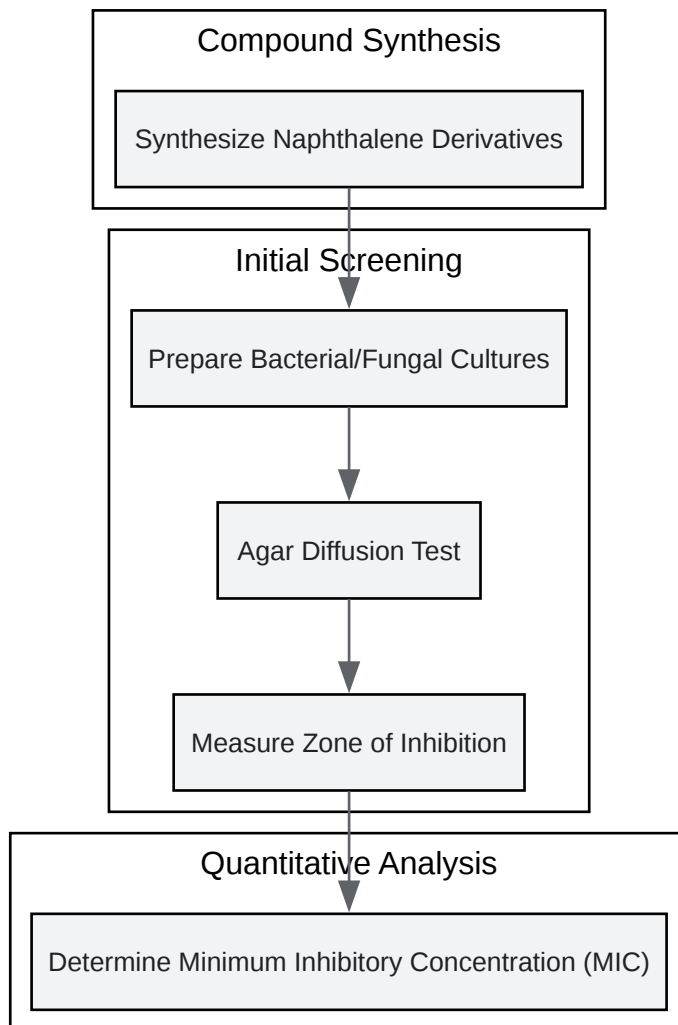 Compound Synthesis
Synthesize Naphthalene Derivatives
Initial Screening
Prepare Bacterial/Fungal Cultures
Agar Diffusion Test
Measure Zone of Inhibition
Quantitative Analysis
Determine Minimum Inhibitory Concentration (MIC)